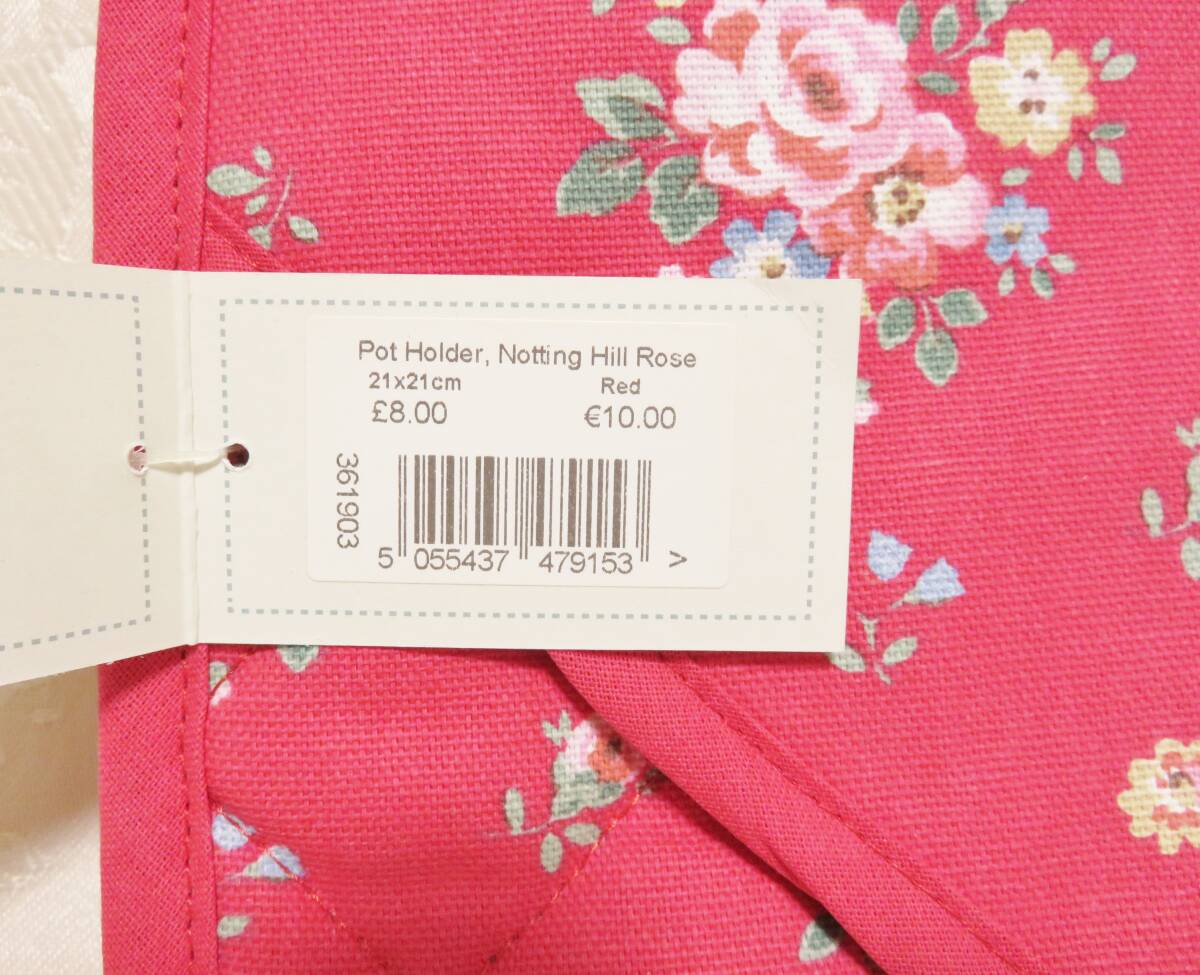 Pot Holder, Notting Hill Rose
21x21cm Red
£8.00 €10.00
361903
5 055437 479153 >